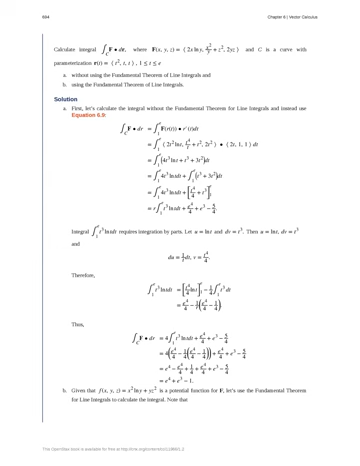 694 Chapter 6 | Vector Calculus
Calculate integral ∫_C F • dr, where F(x, y, z) = ⟨ 2x ln y, x²/y + z², 2yz ⟩ and C is a curve with
parameterization r(t) = ⟨ t², t, t ⟩, 1 ≤ t ≤ e
a. without using the Fundamental Theorem of Line Integrals and
b. using the Fundamental Theorem of Line Integrals.
Solution
a. First, let's calculate the integral without the Fundamental Theorem for Line Integrals and instead use
Equation 6.9:
∫_C F • dr = ∫_1^e F(r(t)) • r′(t)dt
= ∫_1^e ⟨ 2t² ln t, t⁴/t + t², 2t² ⟩ • ⟨ 2t, 1, 1 ⟩ dt
= ∫_1^e (4t³ ln t + t³ + 3t²)dt
= ∫_1^e 4t³ ln t dt + ∫_1^e (t³ + 3t²)dt
= ∫_1^e 4t³ ln t dt + [t⁴/4 + t³]_1^e
= ∫_1^e t³ ln t dt + e⁴/4 + e³ − 5/4.
Integral ∫_1^e t³ ln t dt requires integration by parts. Let u = ln t and dv = t³. Then u = ln t, dv = t³
and
du = 1/t dt, v = t⁴/4.
Therefore,
∫_1^e t³ ln t dt = [t⁴/4 ln t]_1^e − 1/4 ∫_1^e t³ dt
= e⁴/4 − 1/4(e⁴/4 − 1/4).
Thus,
∫_C F • dr = 4∫_1^e t³ ln t dt + e⁴/4 + e³ − 5/4
= 4(e⁴/4 − 1/4(e⁴/4 − 1/4)) + e⁴/4 + e³ − 5/4
= e⁴ − e⁴/4 + 1/4 + e⁴/4 + e³ − 5/4
= e⁴ + e³ − 1.
b. Given that f(x, y, z) = x² ln y + yz² is a potential function for F, let's use the Fundamental Theorem
for Line Integrals to calculate the integral. Note that
This OpenStax book is available for free at http://cnx.org/content/col11966/1.2